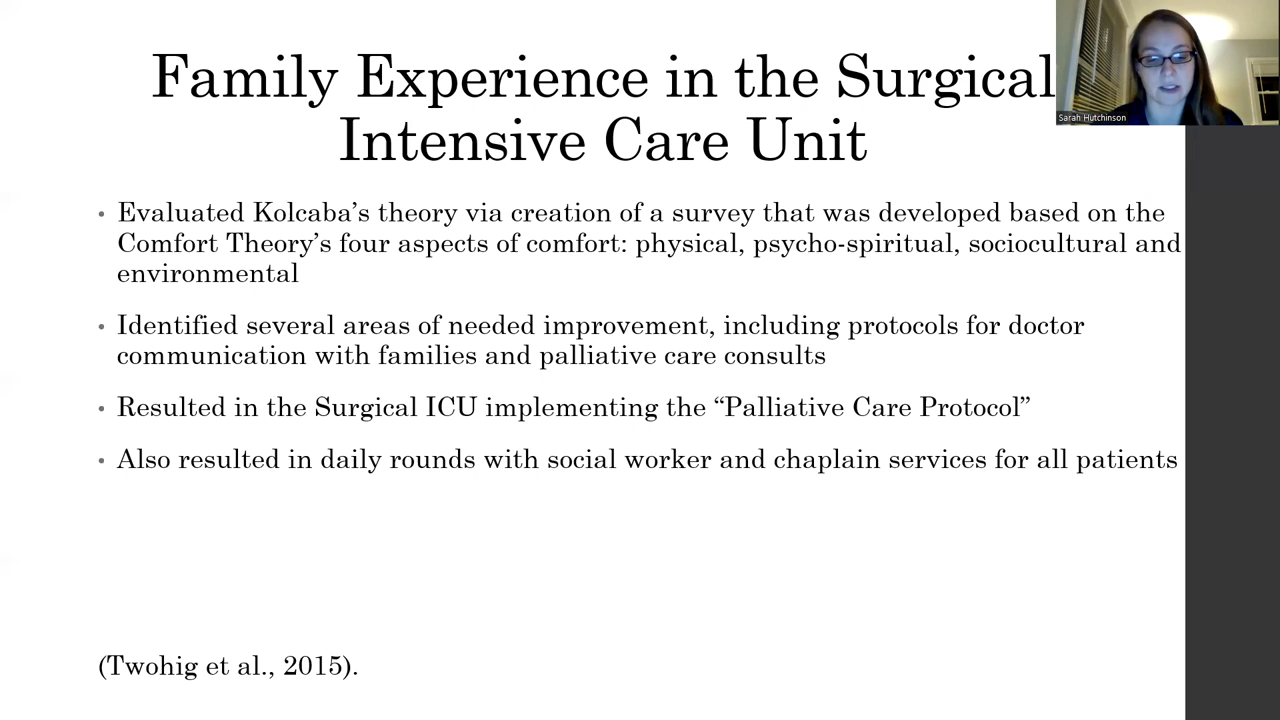 Family Experience in the Surgical
Intensive Care Unit
Sarah Hutchinson
• Evaluated Kolcaba’s theory via creation of a survey that was developed based on the
Comfort Theory’s four aspects of comfort: physical, psycho-spiritual, sociocultural and
environmental
• Identified several areas of needed improvement, including protocols for doctor
communication with families and palliative care consults
• Resulted in the Surgical ICU implementing the “Palliative Care Protocol”
• Also resulted in daily rounds with social worker and chaplain services for all patients
(Twohig et al., 2015).